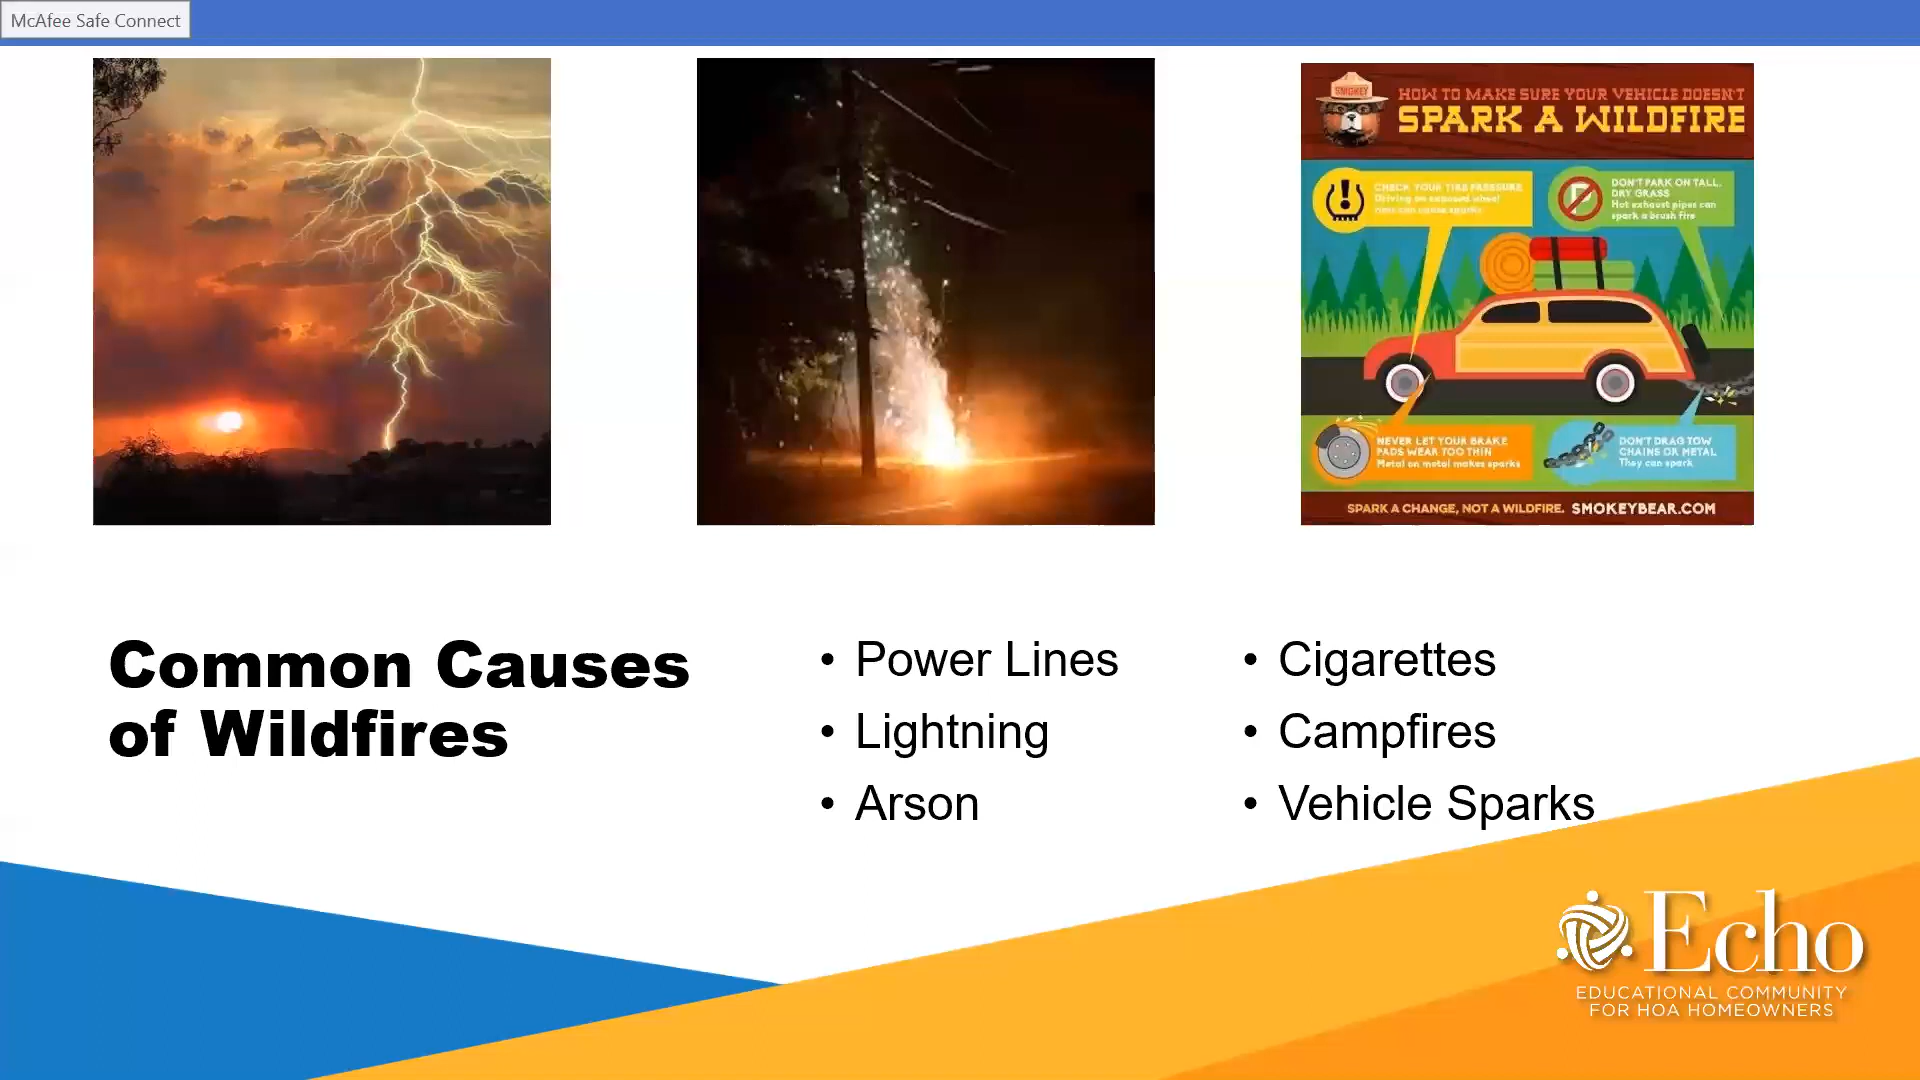 McAfee Safe Connect
SMOKEY
HOW TO MAKE SURE YOUR VEHICLE DOESN'T
SPARK A WILDFIRE
CHECK YOUR TIRE PRESSURE
Driving on exposed wheel
rims can cause sparks
DON'T PARK ON TALL,
DRY GRASS
Hot exhaust pipes can
spark a brush fire
NEVER LET YOUR BRAKE
PADS WEAR TOO THIN
Metal on metal makes sparks
DON'T DRAG TOW
CHAINS OR METAL
They can spark
SPARK A CHANGE, NOT A WILDFIRE. SMOKEYBEAR.COM
Common Causes
of Wildfires
• Power Lines
• Lightning
• Arson
• Cigarettes
• Campfires
• Vehicle Sparks
Echo
EDUCATIONAL COMMUNITY
FOR HOA HOMEOWNERS